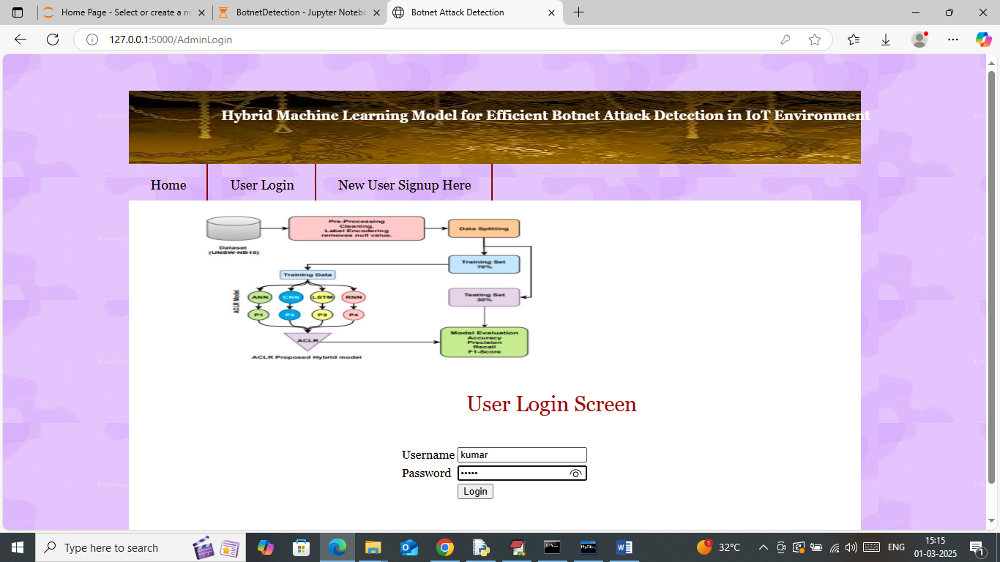 Home Page - Select or create a no
BotnetDetection - Jupyter Notebo
Botnet Attack Detection
127.0.0.1:5000/AdminLogin
Hybrid Machine Learning Model for Efficient Botnet Attack Detection in IoT Environment
Home
User Login
New User Signup Here
Pre-Processing
Cleaning,
Label Entcoderiing
removes null value.
Data Splitting
Dataset
(UNSW-NB15)
Training Set
70%
Training Data
ACLR Model
ANN
CNN
LSTM
RNN
Testing Set
30%
P1
P2
P3
P4
ACLR
Model Evaluation
Accuracy
Precision
Recall
F1-Score
ACLR Proposed Hybrid model
User Login Screen
Username kumar
Password •••••
Login
Type here to search
32°C
ENG
15:15
01-03-2025